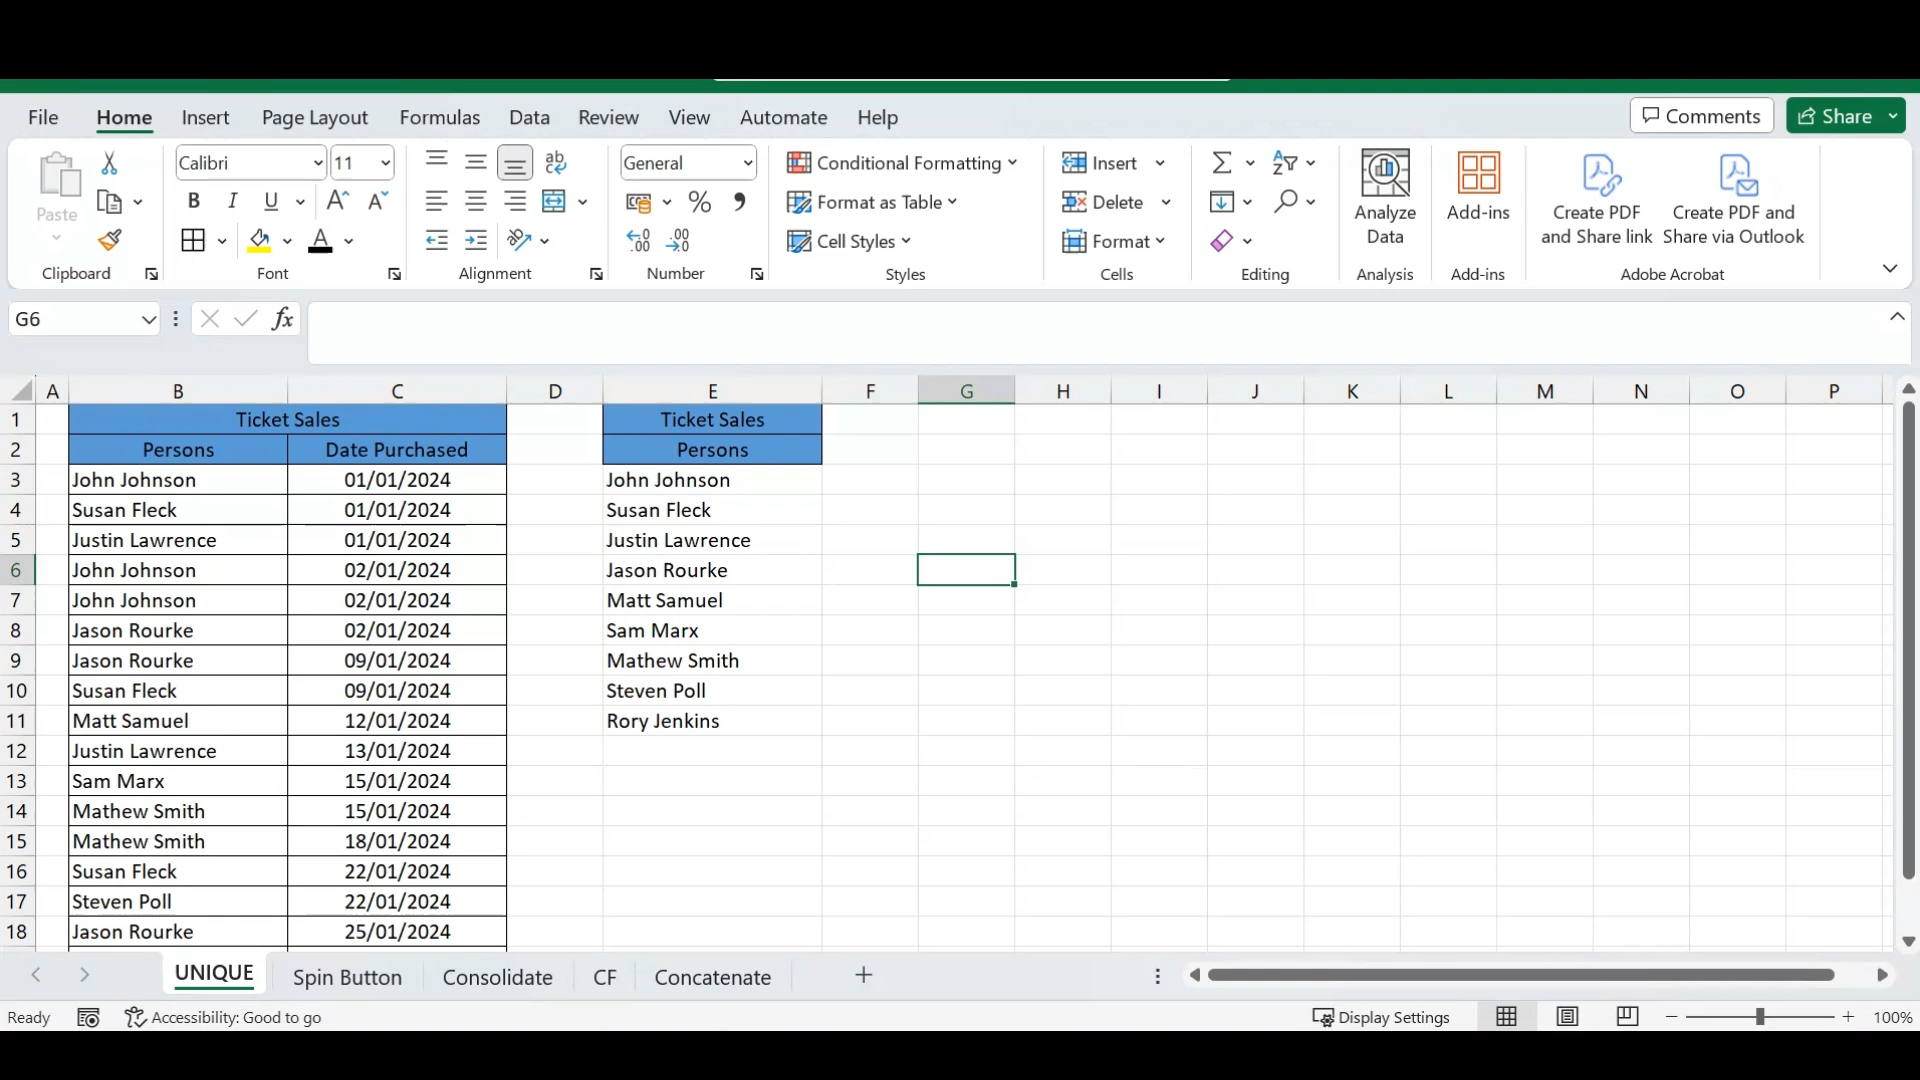 File Home Insert Page Layout Formulas Data Review View Automate Help Comments Share
Calibri 11 ab General Conditional Formatting Insert
Paste B I U A A % , Format as Table Delete Analyze Data Add-ins Create PDF and Share link Create PDF and Share via Outlook
A .00 .00 Cell Styles Format
Clipboard Font Alignment Number Styles Cells Editing Analysis Add-ins Adobe Acrobat
G6 fx
A B C D E F G H I J K L M N O P
1 Ticket Sales Ticket Sales
2 Persons Date Purchased Persons
3 John Johnson 01/01/2024 John Johnson
4 Susan Fleck 01/01/2024 Susan Fleck
5 Justin Lawrence 01/01/2024 Justin Lawrence
6 John Johnson 02/01/2024 Jason Rourke
7 John Johnson 02/01/2024 Matt Samuel
8 Jason Rourke 02/01/2024 Sam Marx
9 Jason Rourke 09/01/2024 Mathew Smith
10 Susan Fleck 09/01/2024 Steven Poll
11 Matt Samuel 12/01/2024 Rory Jenkins
12 Justin Lawrence 13/01/2024
13 Sam Marx 15/01/2024
14 Mathew Smith 15/01/2024
15 Mathew Smith 18/01/2024
16 Susan Fleck 22/01/2024
17 Steven Poll 22/01/2024
18 Jason Rourke 25/01/2024
UNIQUE Spin Button Consolidate CF Concatenate +
Ready Accessibility: Good to go Display Settings 100%